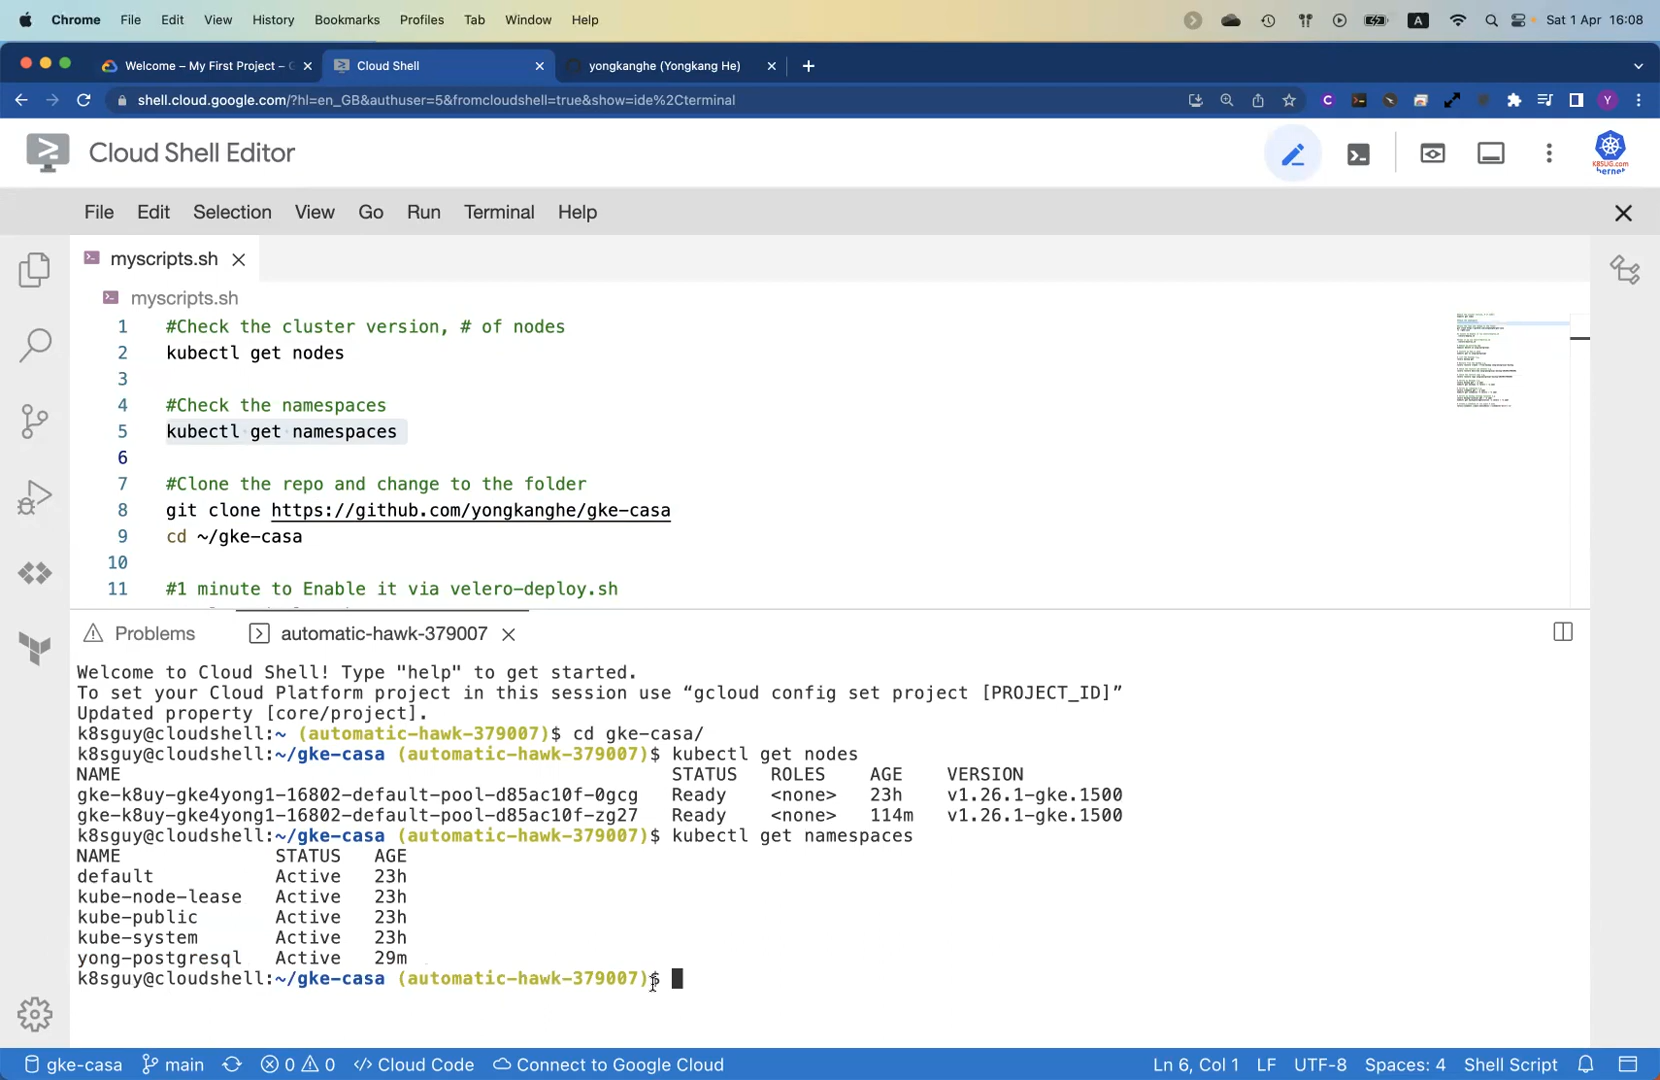 Chrome File Edit View History Bookmarks Profiles Tab Window Help A Sat 1 Apr 16:08
Welcome – My First Project – Cloud Shell yongkanghe (Yongkang He)
shell.cloud.google.com/?hl=en_GB&authuser=5&fromcloudshell=true&show=ide%2Cterminal C Y
Cloud Shell Editor
K8SUG.com
File Edit Selection View Go Run Terminal Help
myscripts.sh
myscripts.sh
1 #Check the cluster version, # of nodes
2 kubectl get nodes
3
4 #Check the namespaces
5 kubectl get namespaces
6
7 #Clone the repo and change to the folder
8 git clone https://github.com/yongkanghe/gke-casa
9 cd ~/gke-casa
10
11 #1 minute to Enable it via velero-deploy.sh
Problems automatic-hawk-379007
Welcome to Cloud Shell! Type "help" to get started.
To set your Cloud Platform project in this session use “gcloud config set project [PROJECT_ID]”
Updated property [core/project].
k8sguy@cloudshell:~ (automatic-hawk-379007)$ cd gke-casa/
k8sguy@cloudshell:~/gke-casa (automatic-hawk-379007)$ kubectl get nodes
NAME STATUS ROLES AGE VERSION
gke-k8uy-gke4yong1-16802-default-pool-d85ac10f-0gcg Ready <none> 23h v1.26.1-gke.1500
gke-k8uy-gke4yong1-16802-default-pool-d85ac10f-zg27 Ready <none> 114m v1.26.1-gke.1500
k8sguy@cloudshell:~/gke-casa (automatic-hawk-379007)$ kubectl get namespaces
NAME STATUS AGE
default Active 23h
kube-node-lease Active 23h
kube-public Active 23h
kube-system Active 23h
yong-postgresql Active 29m
k8sguy@cloudshell:~/gke-casa (automatic-hawk-379007)$
gke-casa main 0 0 Cloud Code Connect to Google Cloud Ln 6, Col 1 LF UTF-8 Spaces: 4 Shell Script